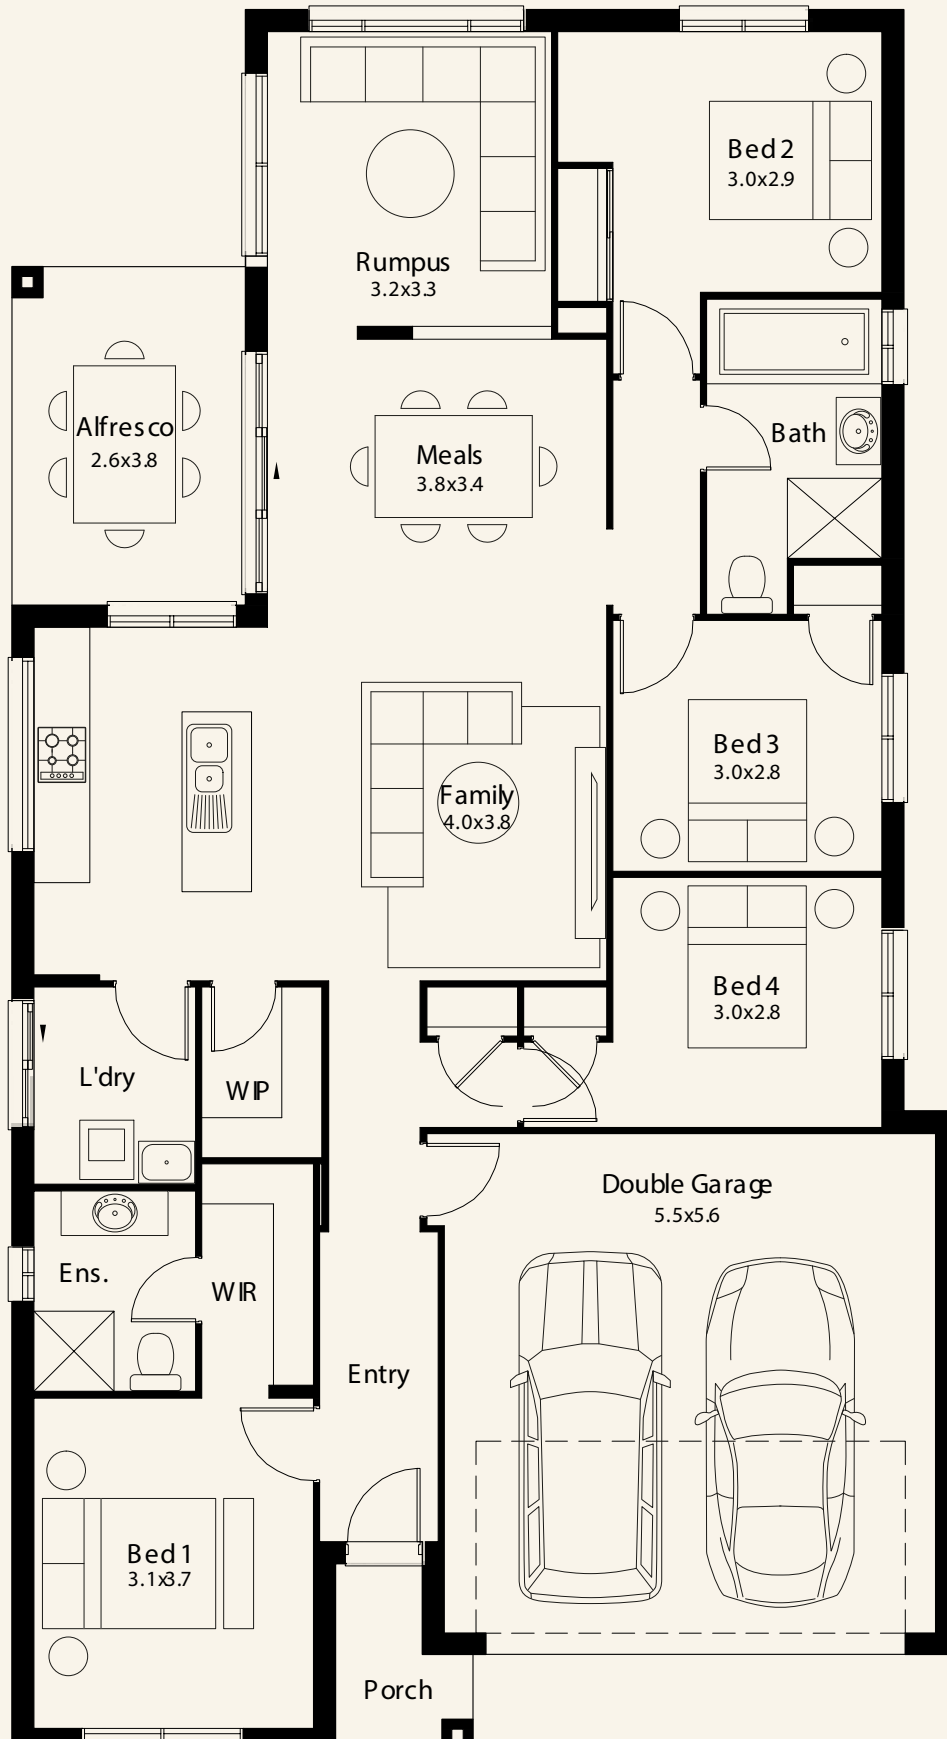 Bed 2
3.0x2.9
Rumpus
3.2x3.3
Alfresco
2.6x3.8
Meals
3.8x3.4
Bath
Bed 3
3.0x2.8
Family
4.0x3.8
Bed 4
3.0x2.8
L'dry
WIP
Double Garage
5.5x5.6
Ens.
WIR
Entry
Bed 1
3.1x3.7
Porch